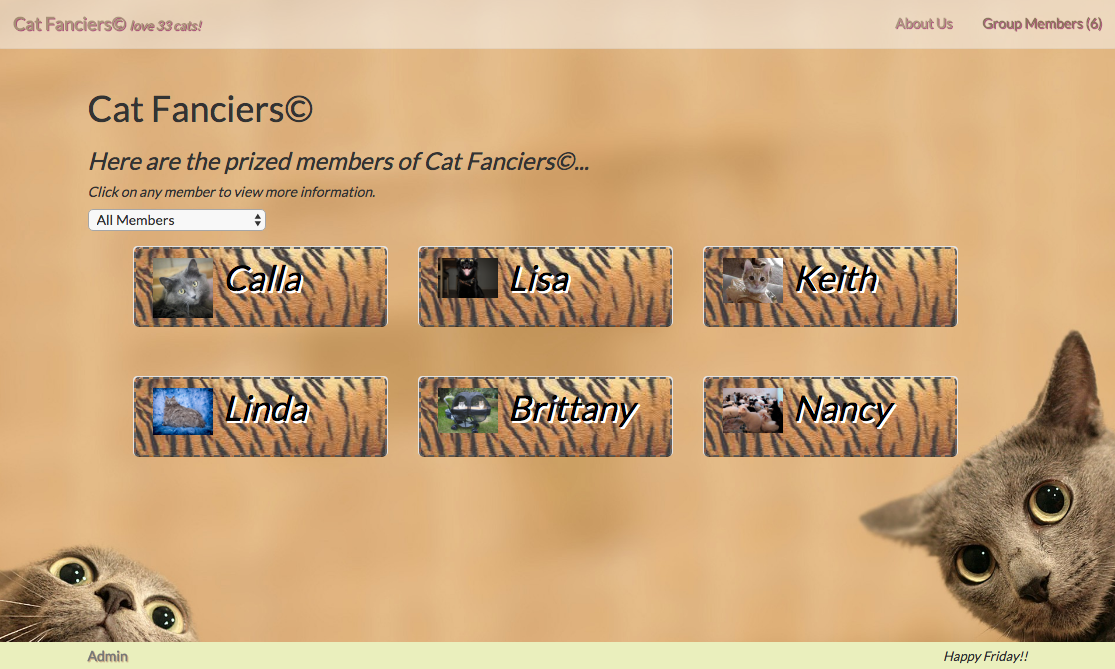 Cat Fanciers© love 33 cats!
About Us
Group Members (6)
Cat Fanciers©
Here are the prized members of Cat Fanciers©...
Click on any member to view more information.
All Members
Calla
Lisa
Keith
Linda
Brittany
Nancy
Admin
Happy Friday!!